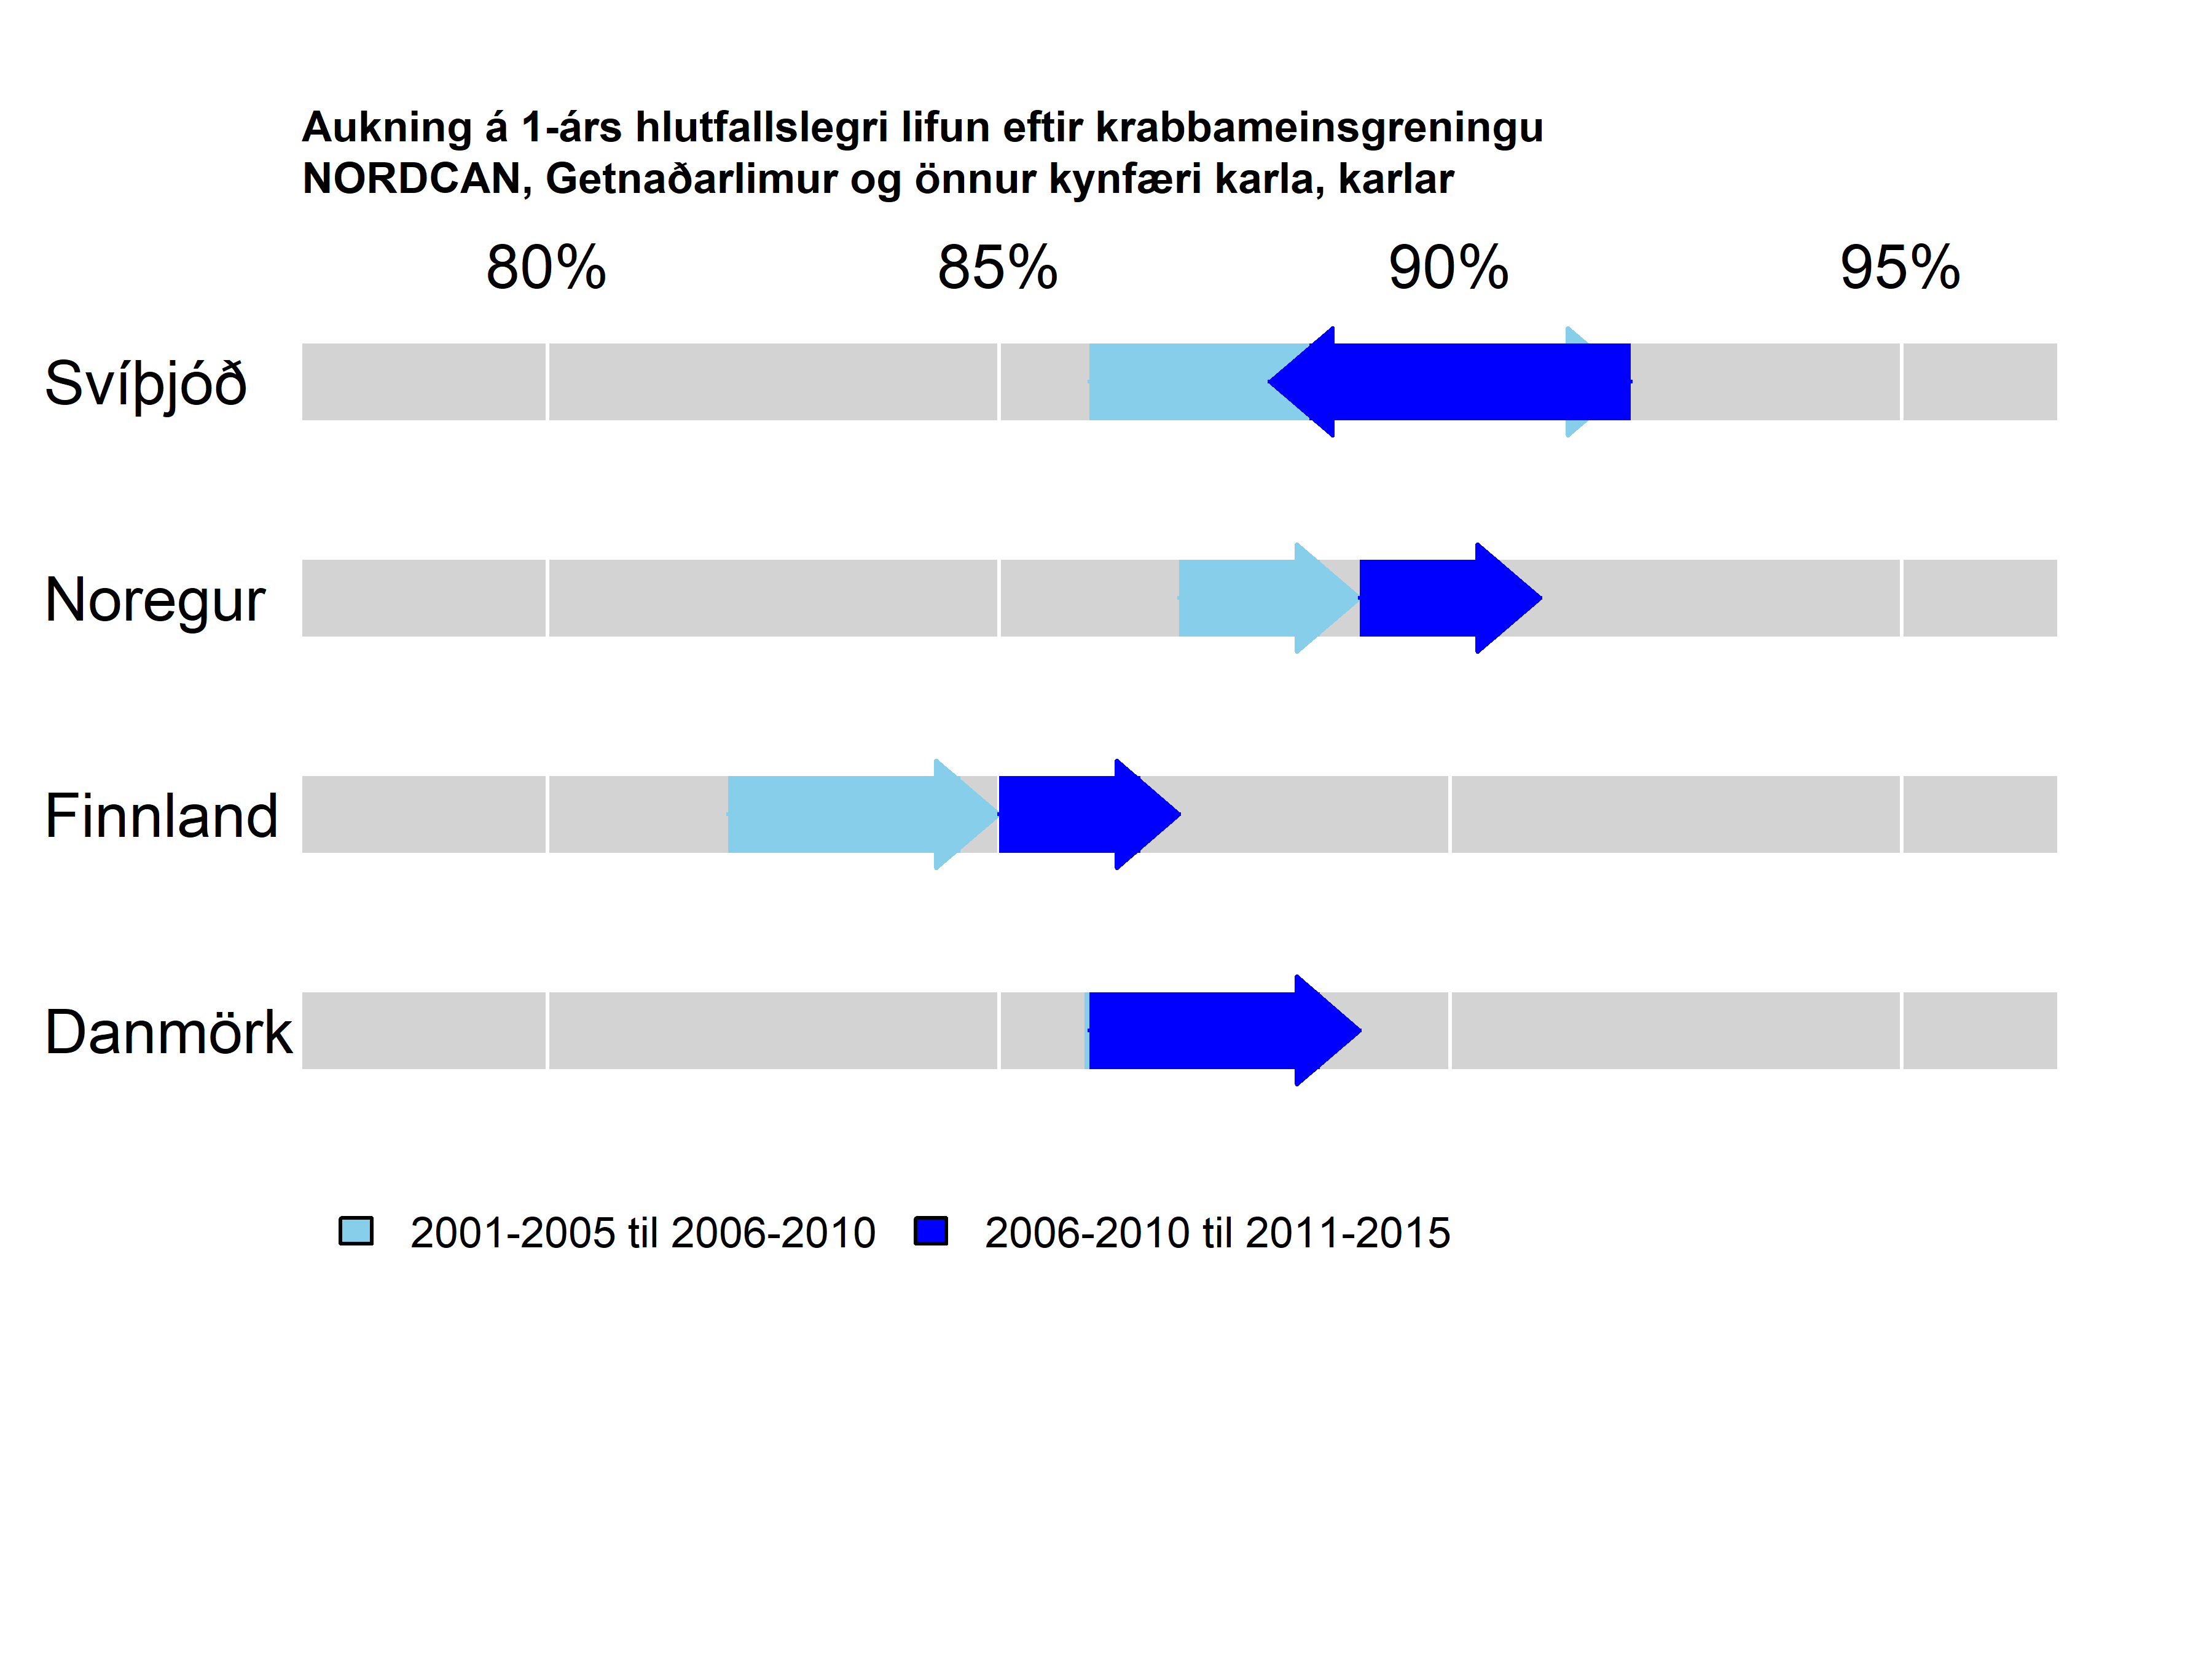 Aukning á 1-árs hlutfallslegri lifun eftir krabbameinsgreningu
NORDCAN, Getnaðarlimur og önnur kynfæri karla, karlar
80% 85% 90% 95%
Svíþjóð
Noregur
Finnland
Danmörk
2001-2005 til 2006-2010 2006-2010 til 2011-2015